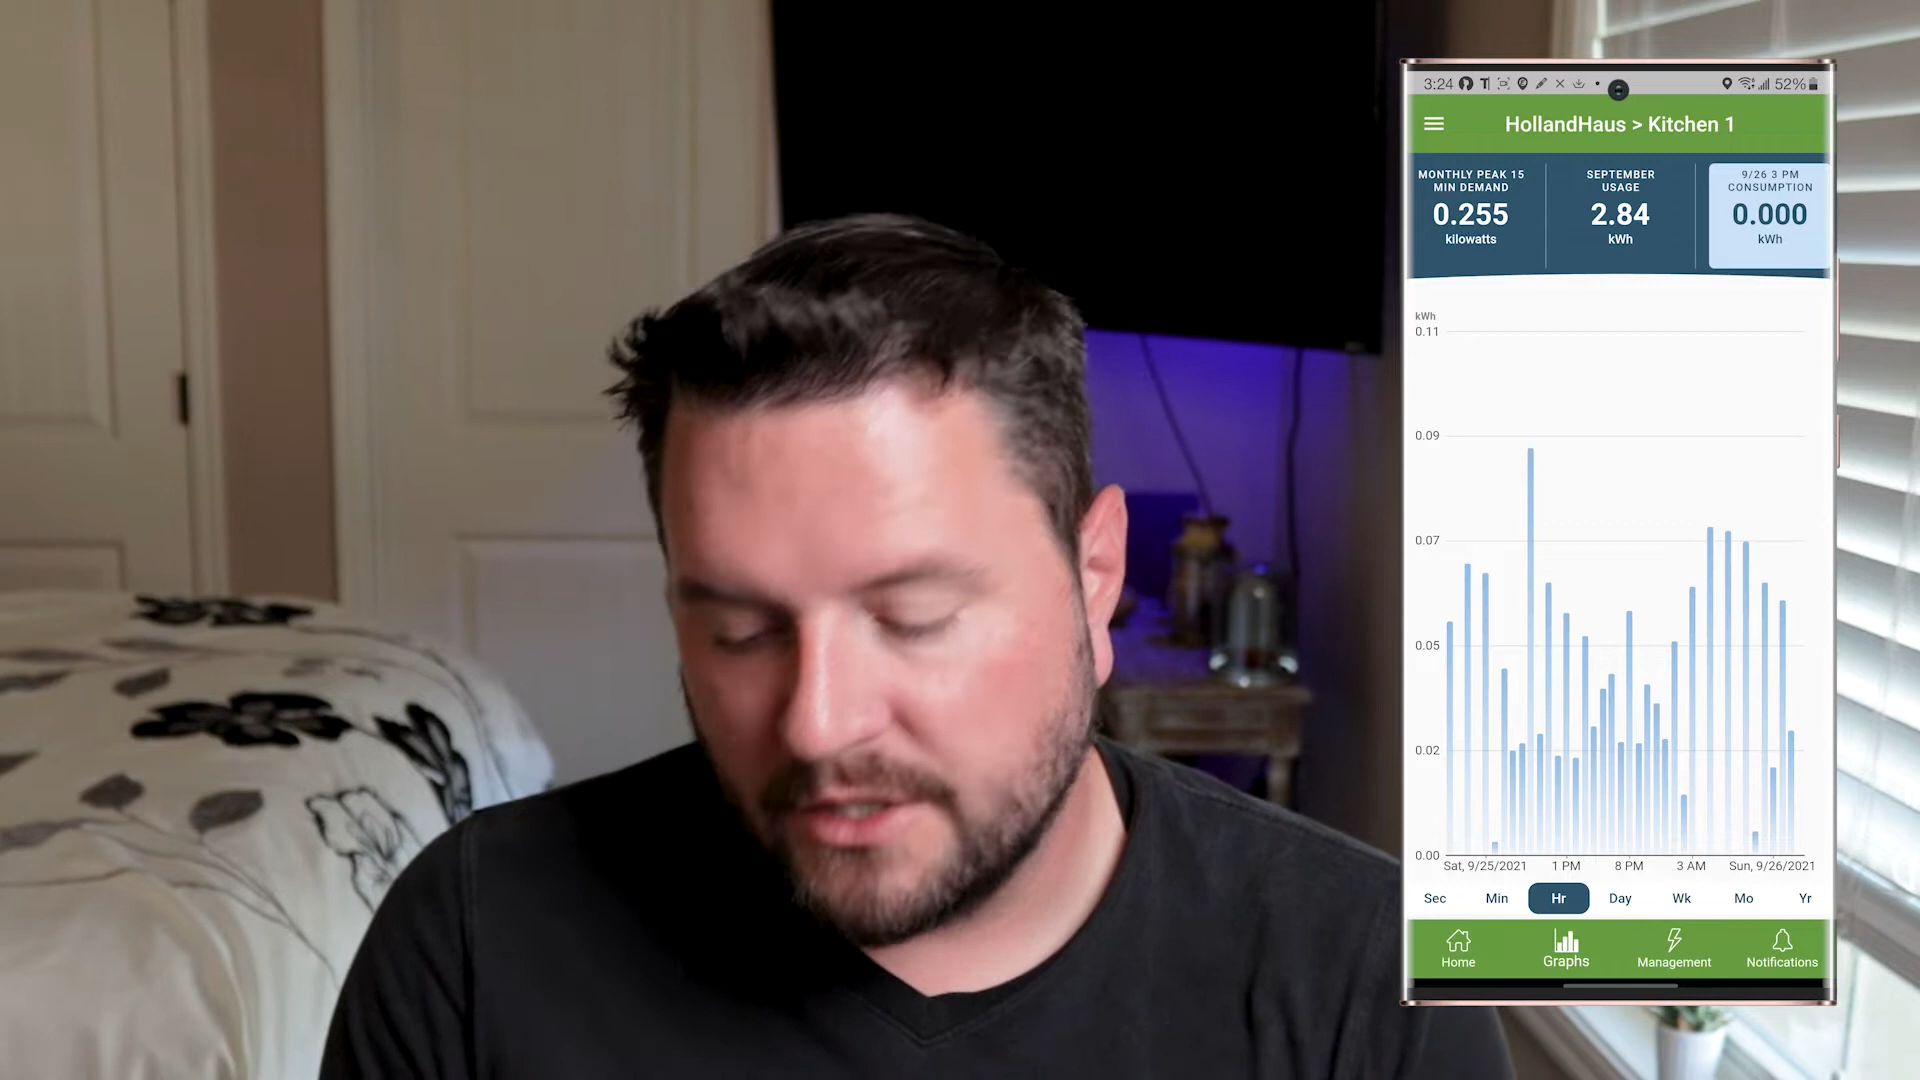 3:24 52%
HollandHaus > Kitchen 1
MONTHLY PEAK 15
MIN DEMAND
0.255
kilowatts
SEPTEMBER
USAGE
2.84
kWh
9/26 3 PM
CONSUMPTION
0.000
kWh
kWh
0.11
0.09
0.07
0.05
0.02
0.00
Sat, 9/25/2021 1 PM 8 PM 3 AM Sun, 9/26/2021
Sec Min Hr Day Wk Mo Yr
Home Graphs Management Notifications